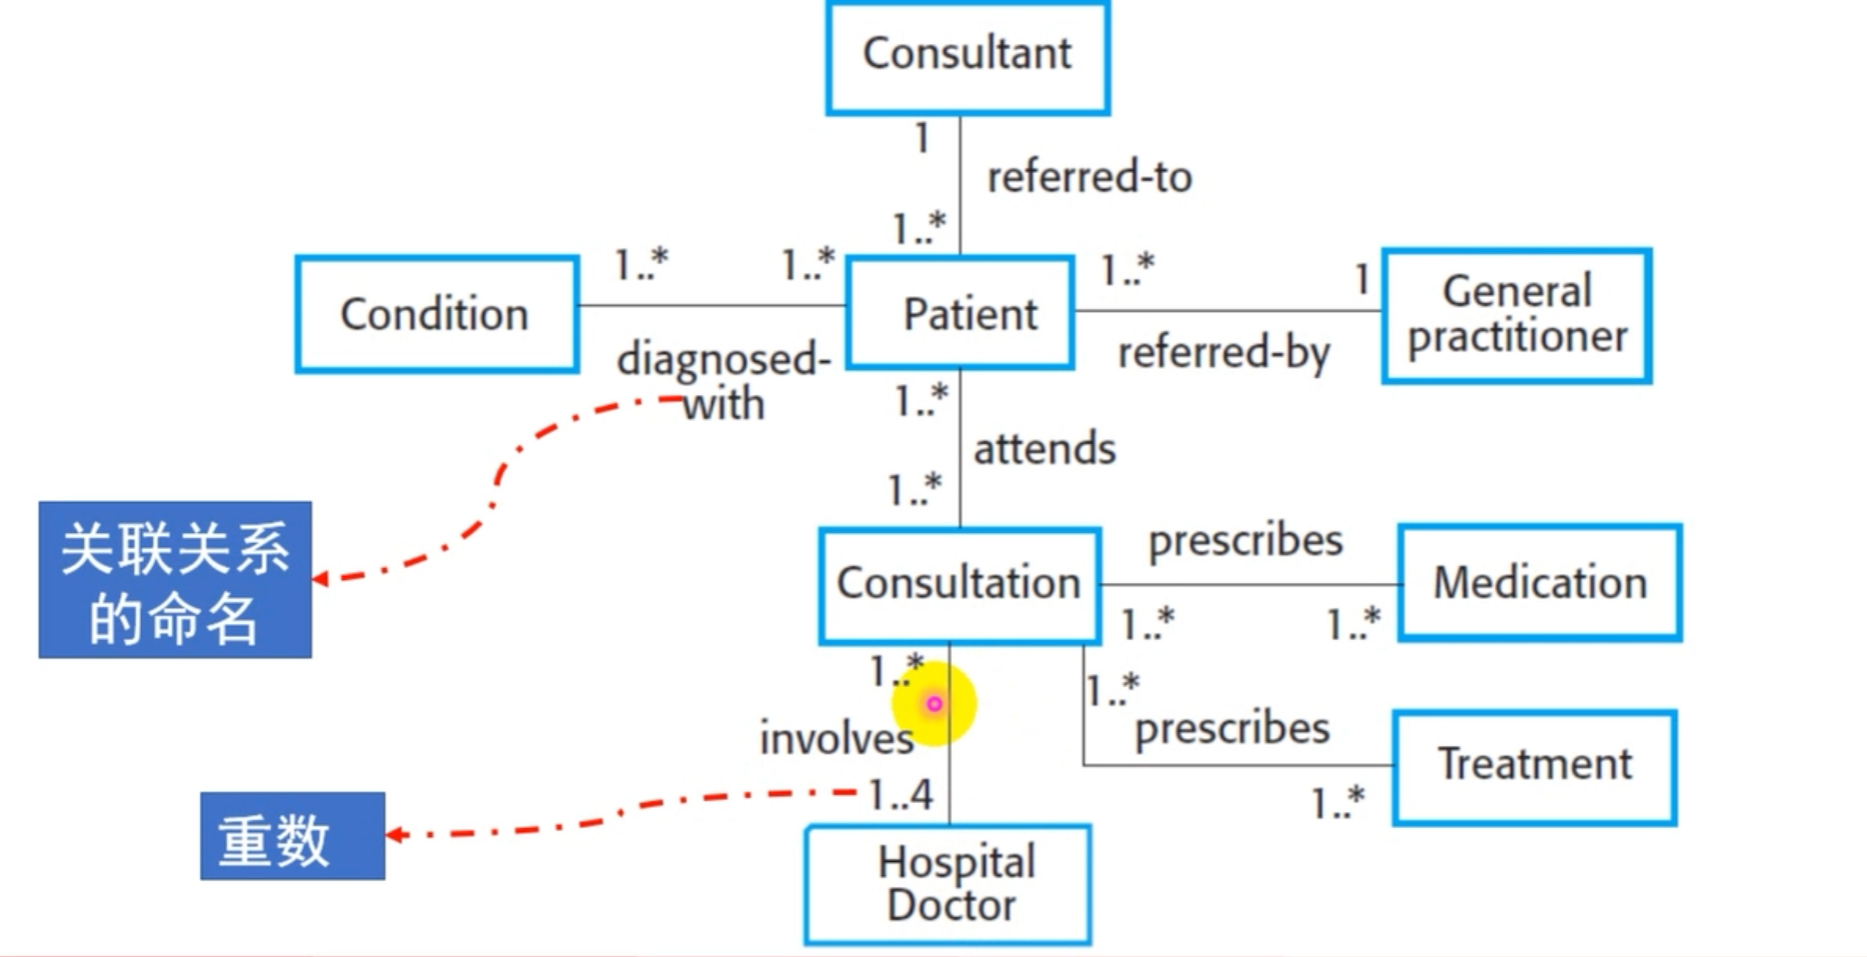 Consultant
1
referred-to
1..*
Condition
1..*
1..*
diagnosed-
with
Patient
1..*
1
referred-by
General
practitioner
1..*
attends
1..*
关联关系
的命名
Consultation
prescribes
1..*
1..*
Medication
1..*
involves
1..4
1..*
prescribes
1..*
Treatment
重数
Hospital
Doctor